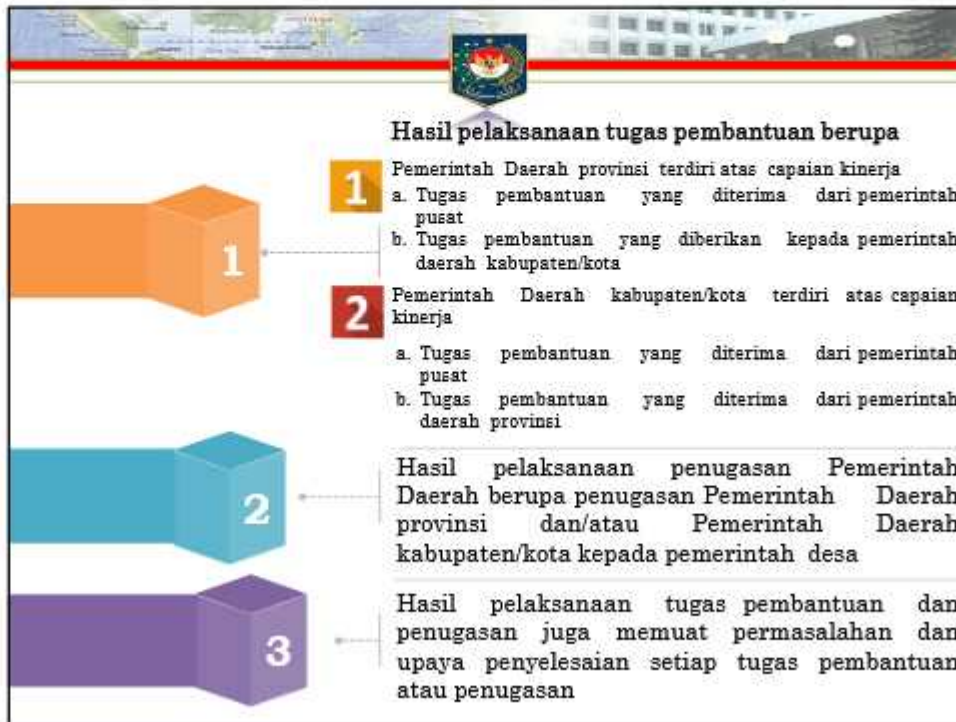 Hasil pelaksanaan tugas pembantuan berupa
1
1
Pemerintah Daerah provinsi terdiri atas capaian kinerja
a. Tugas pembantuan yang diterima dari pemerintah
pusat
b. Tugas pembantuan yang diberikan kepada pemerintah
daerah kabupaten/kota
2
Pemerintah Daerah kabupaten/kota terdiri atas capaian
kinerja
a. Tugas pembantuan yang diterima dari pemerintah
pusat
b. Tugas pembantuan yang diterima dari pemerintah
daerah provinsi
2
Hasil pelaksanaan penugasan Pemerintah
Daerah berupa penugasan Pemerintah Daerah
provinsi dan/atau Pemerintah Daerah
kabupaten/kota kepada pemerintah desa
3
Hasil pelaksanaan tugas pembantuan dan
penugasan juga memuat permasalahan dan
upaya penyelesaian setiap tugas pembantuan
atau penugasan